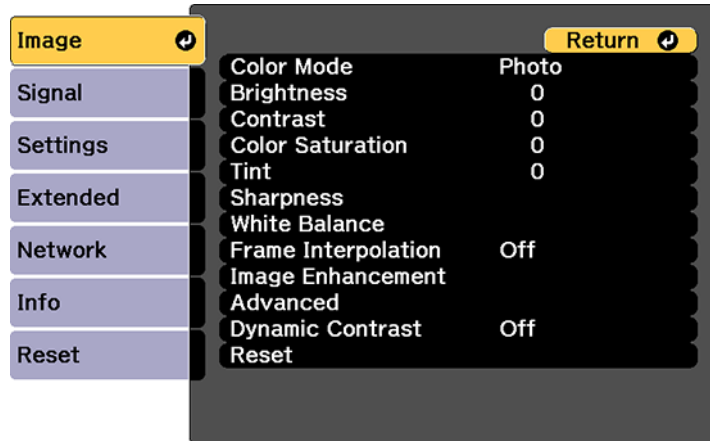 Image
Signal
Settings
Extended
Network
Info
Reset
Return
Color Mode Photo
Brightness 0
Contrast 0
Color Saturation 0
Tint 0
Sharpness
White Balance
Frame Interpolation Off
Image Enhancement
Advanced
Dynamic Contrast Off
Reset